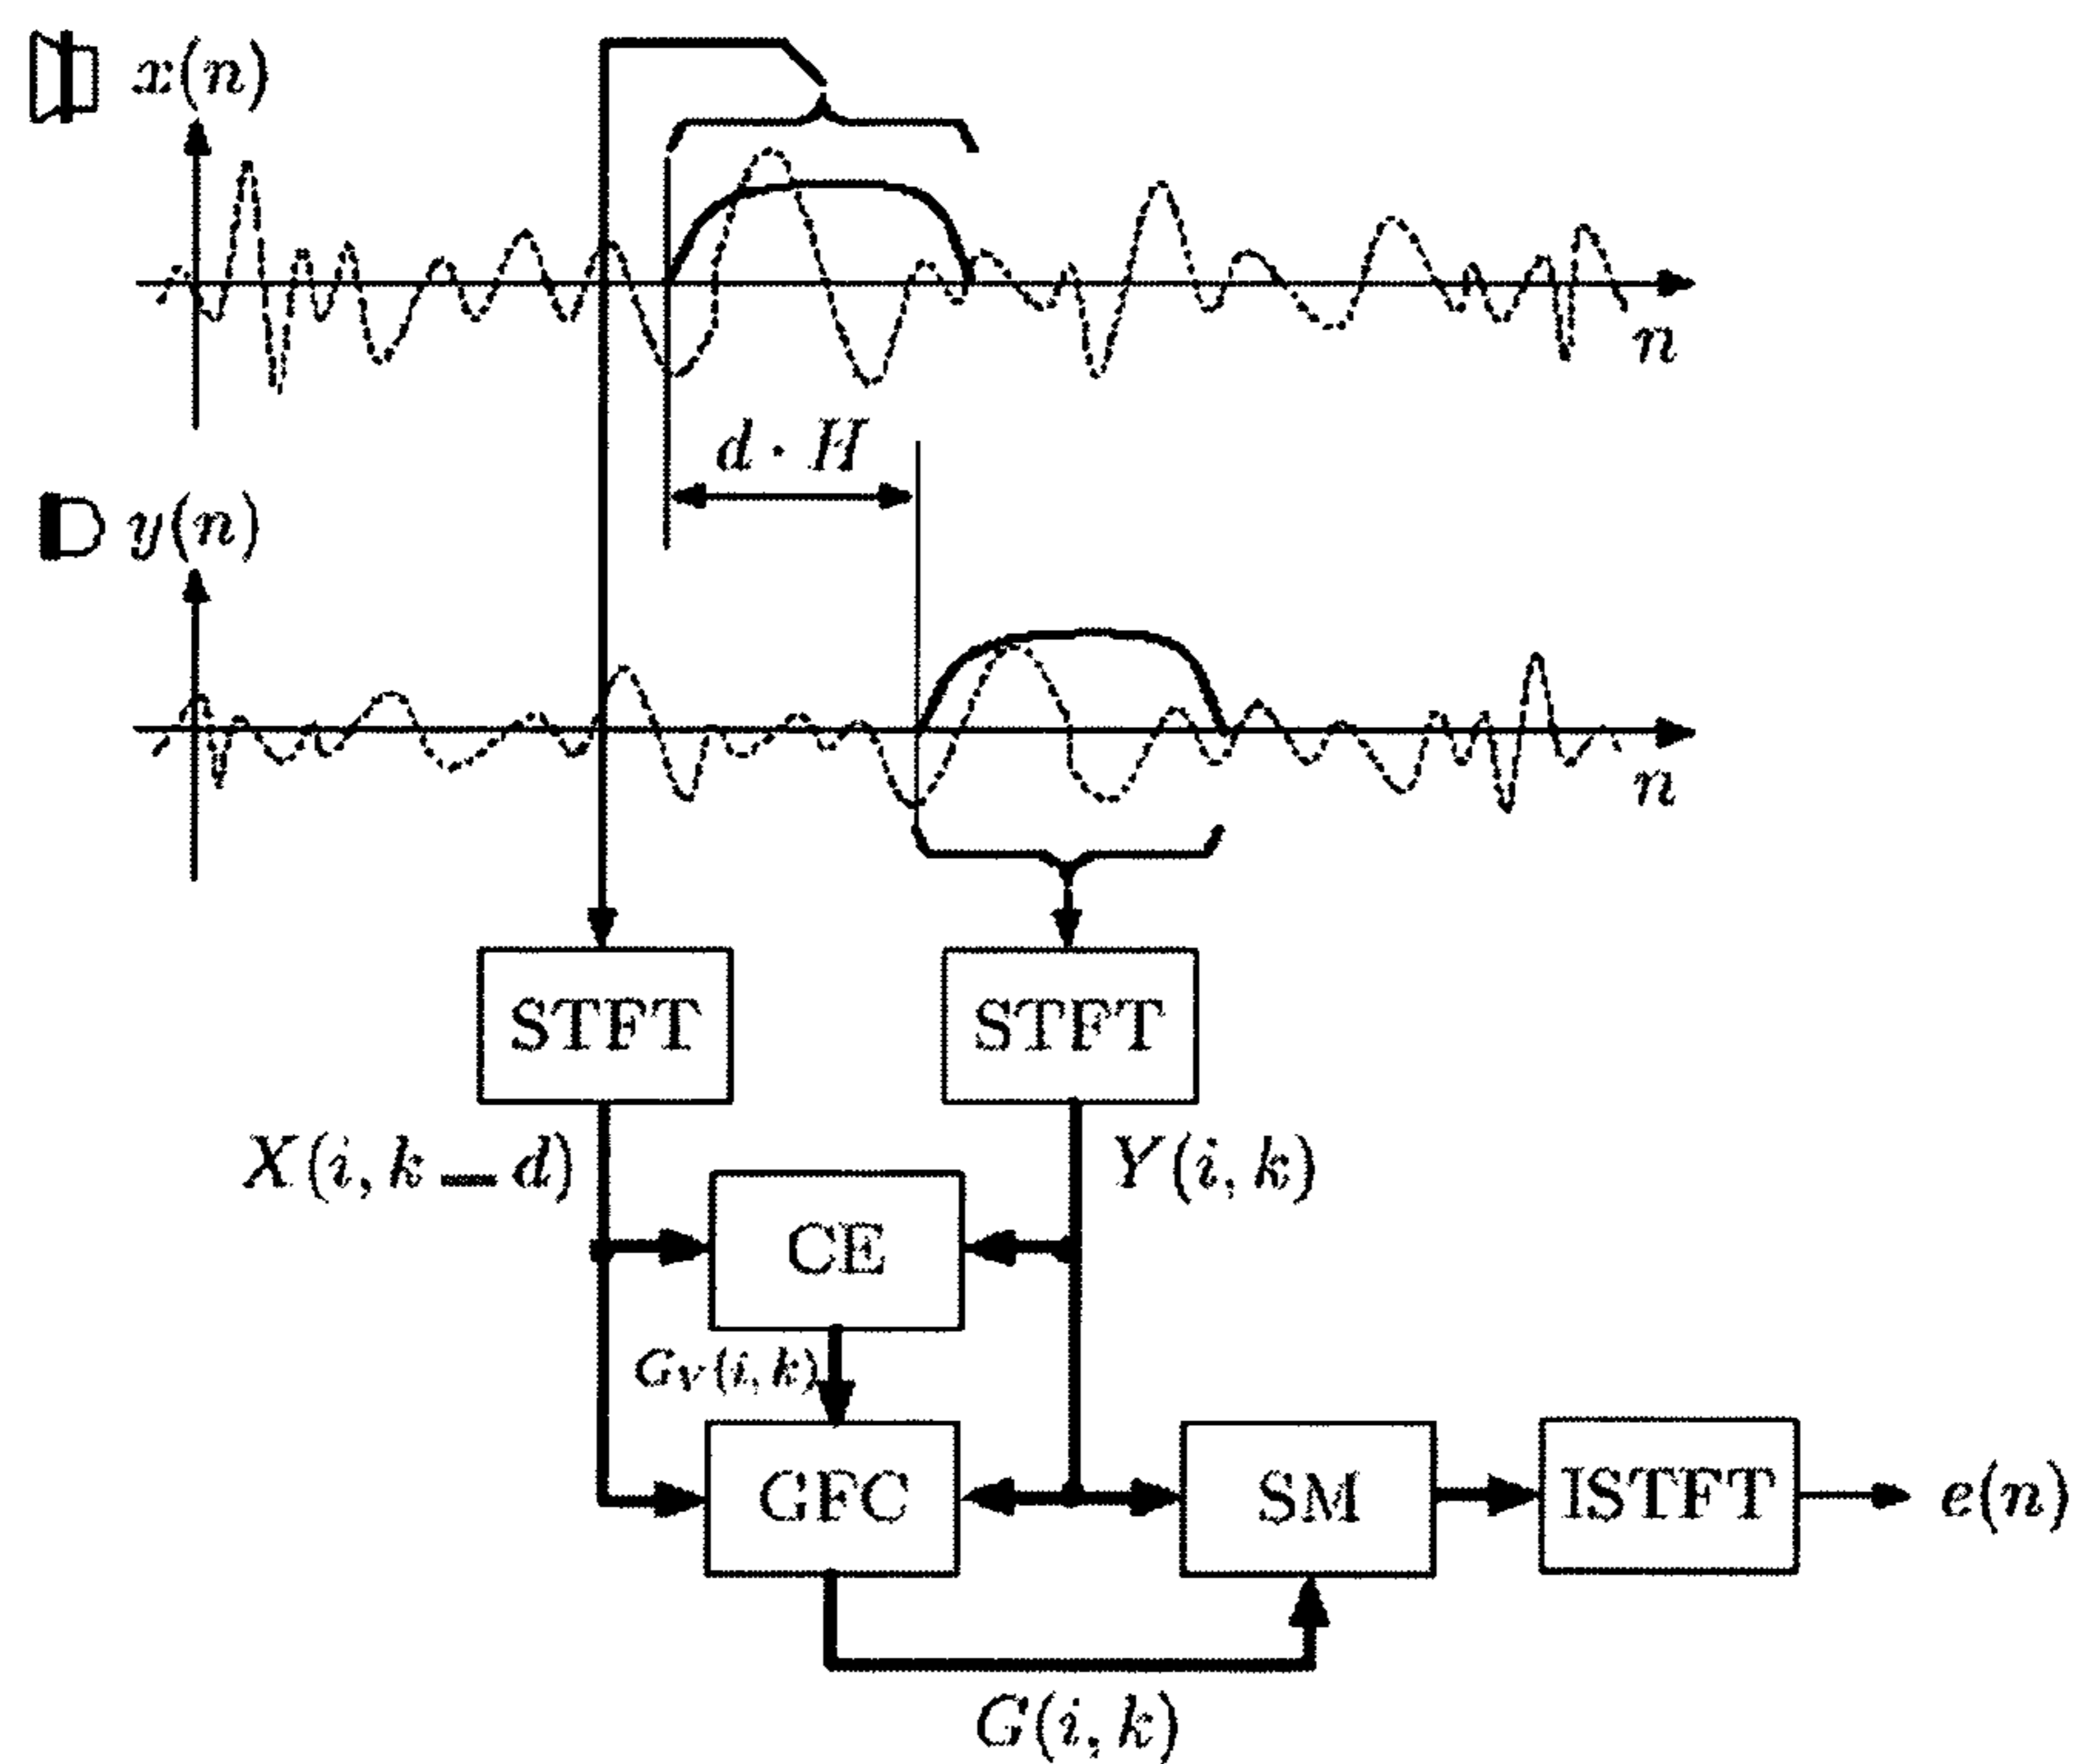 x(n)
n
d · H
y(n)
n
STFT STFT
X(i, k − d) Y(i, k)
CE
G_V(i, k)
GFC SM ISTFT e(n)
G(i, k)